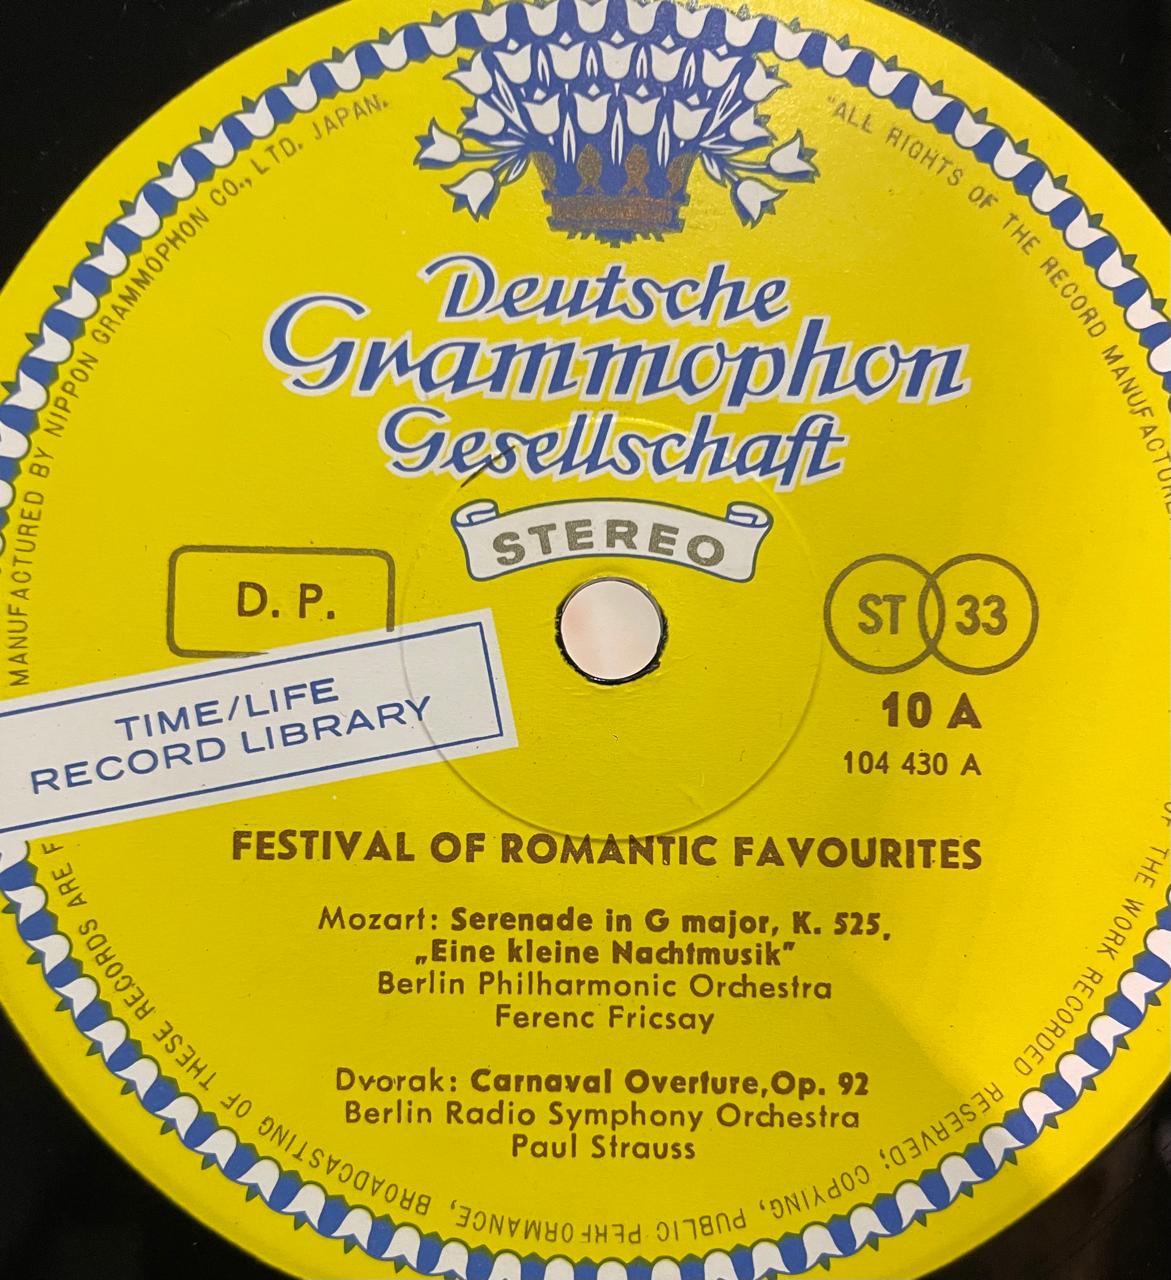 Deutsche
Grammophon
Gesellschaft
STEREO
D. P.
ST 33
10 A
104 430 A
TIME/LIFE
RECORD LIBRARY
FESTIVAL OF ROMANTIC FAVOURITES
Mozart: Serenade in G major, K. 525,
„Eine kleine Nachtmusik”
Berlin Philharmonic Orchestra
Ferenc Fricsay
Dvorak: Carnaval Overture, Op. 92
Berlin Radio Symphony Orchestra
Paul Strauss
MANUFACTURED BY NIPPON GRAMMOPHON CO., LTD. JAPAN.
"ALL RIGHTS OF THE RECORD MANUFACTURE
OF THE WORK RECORDED RESERVED; COPYING, PUBLIC PERFORMANCE, BROADCASTING OF THESE RECORDS ARE